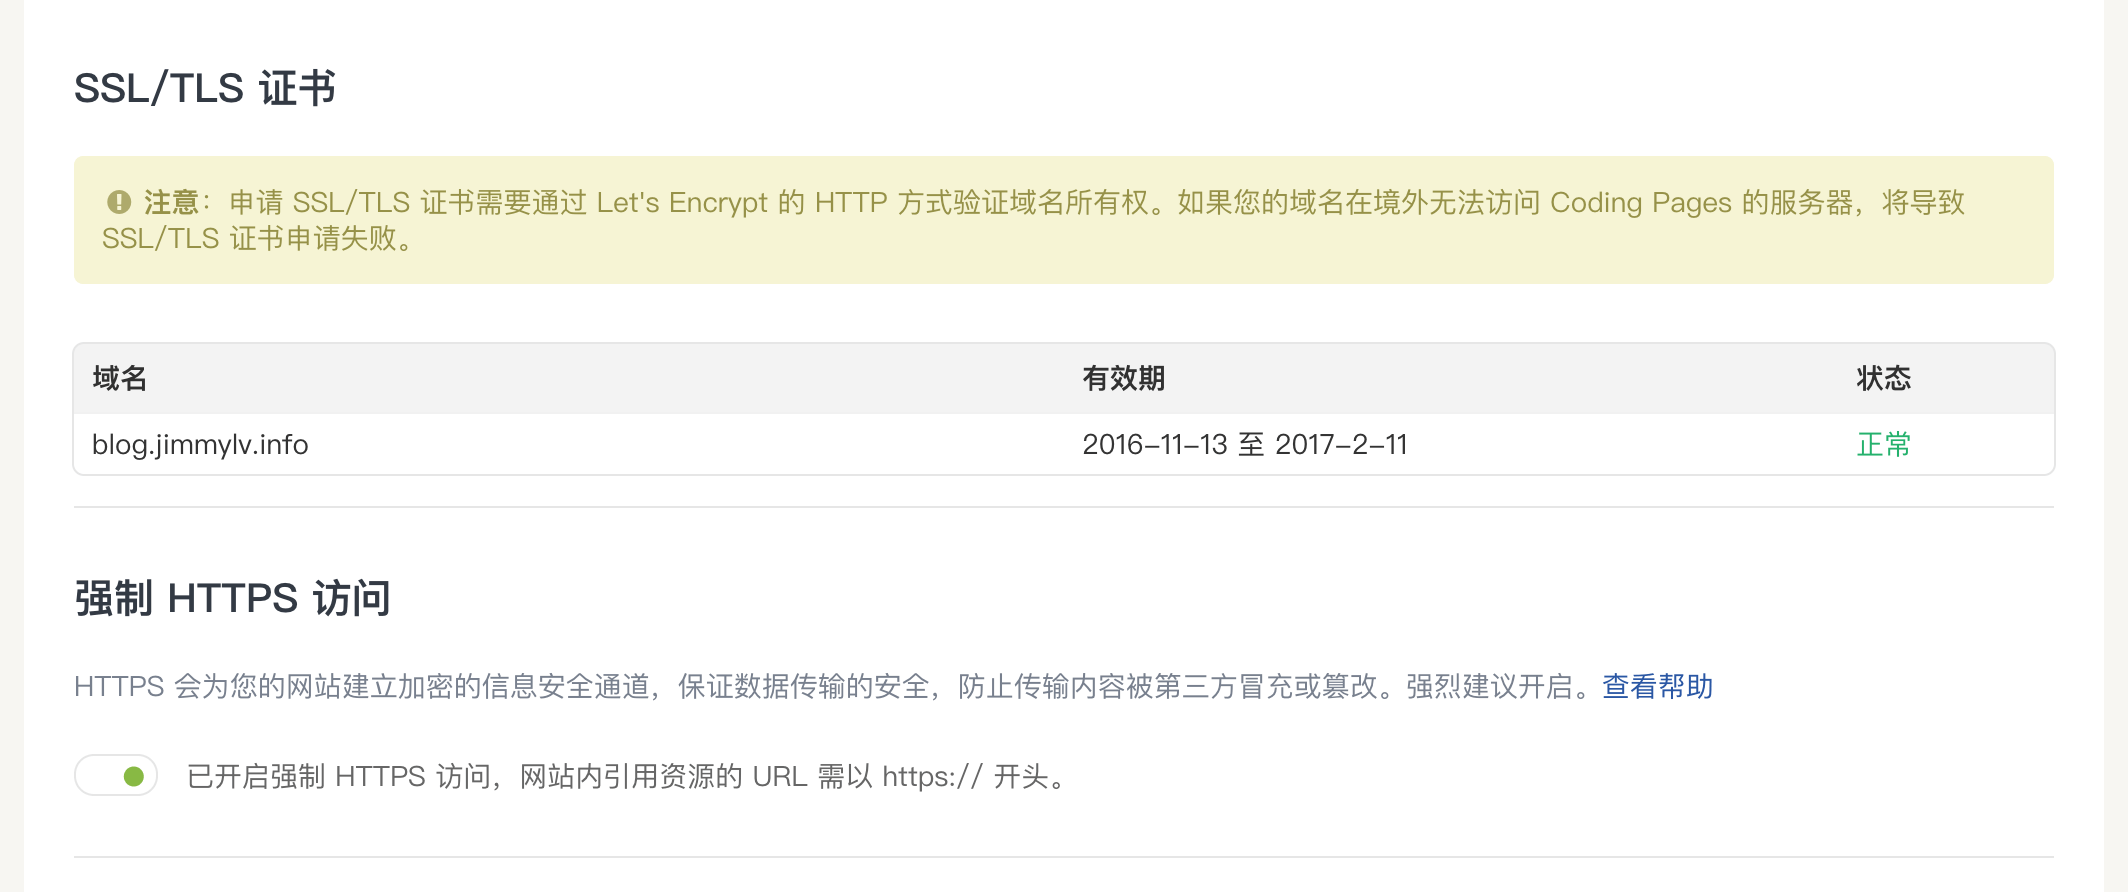 SSL/TLS 证书
注意：申请 SSL/TLS 证书需要通过 Let's Encrypt 的 HTTP 方式验证域名所有权。如果您的域名在境外无法访问 Coding Pages 的服务器，将导致
SSL/TLS 证书申请失败。
域名 有效期 状态
blog.jimmylv.info 2016-11-13 至 2017-2-11 正常
强制 HTTPS 访问
HTTPS 会为您的网站建立加密的信息安全通道，保证数据传输的安全，防止传输内容被第三方冒充或篡改。强烈建议开启。查看帮助
已开启强制 HTTPS 访问，网站内引用资源的 URL 需以 https:// 开头。